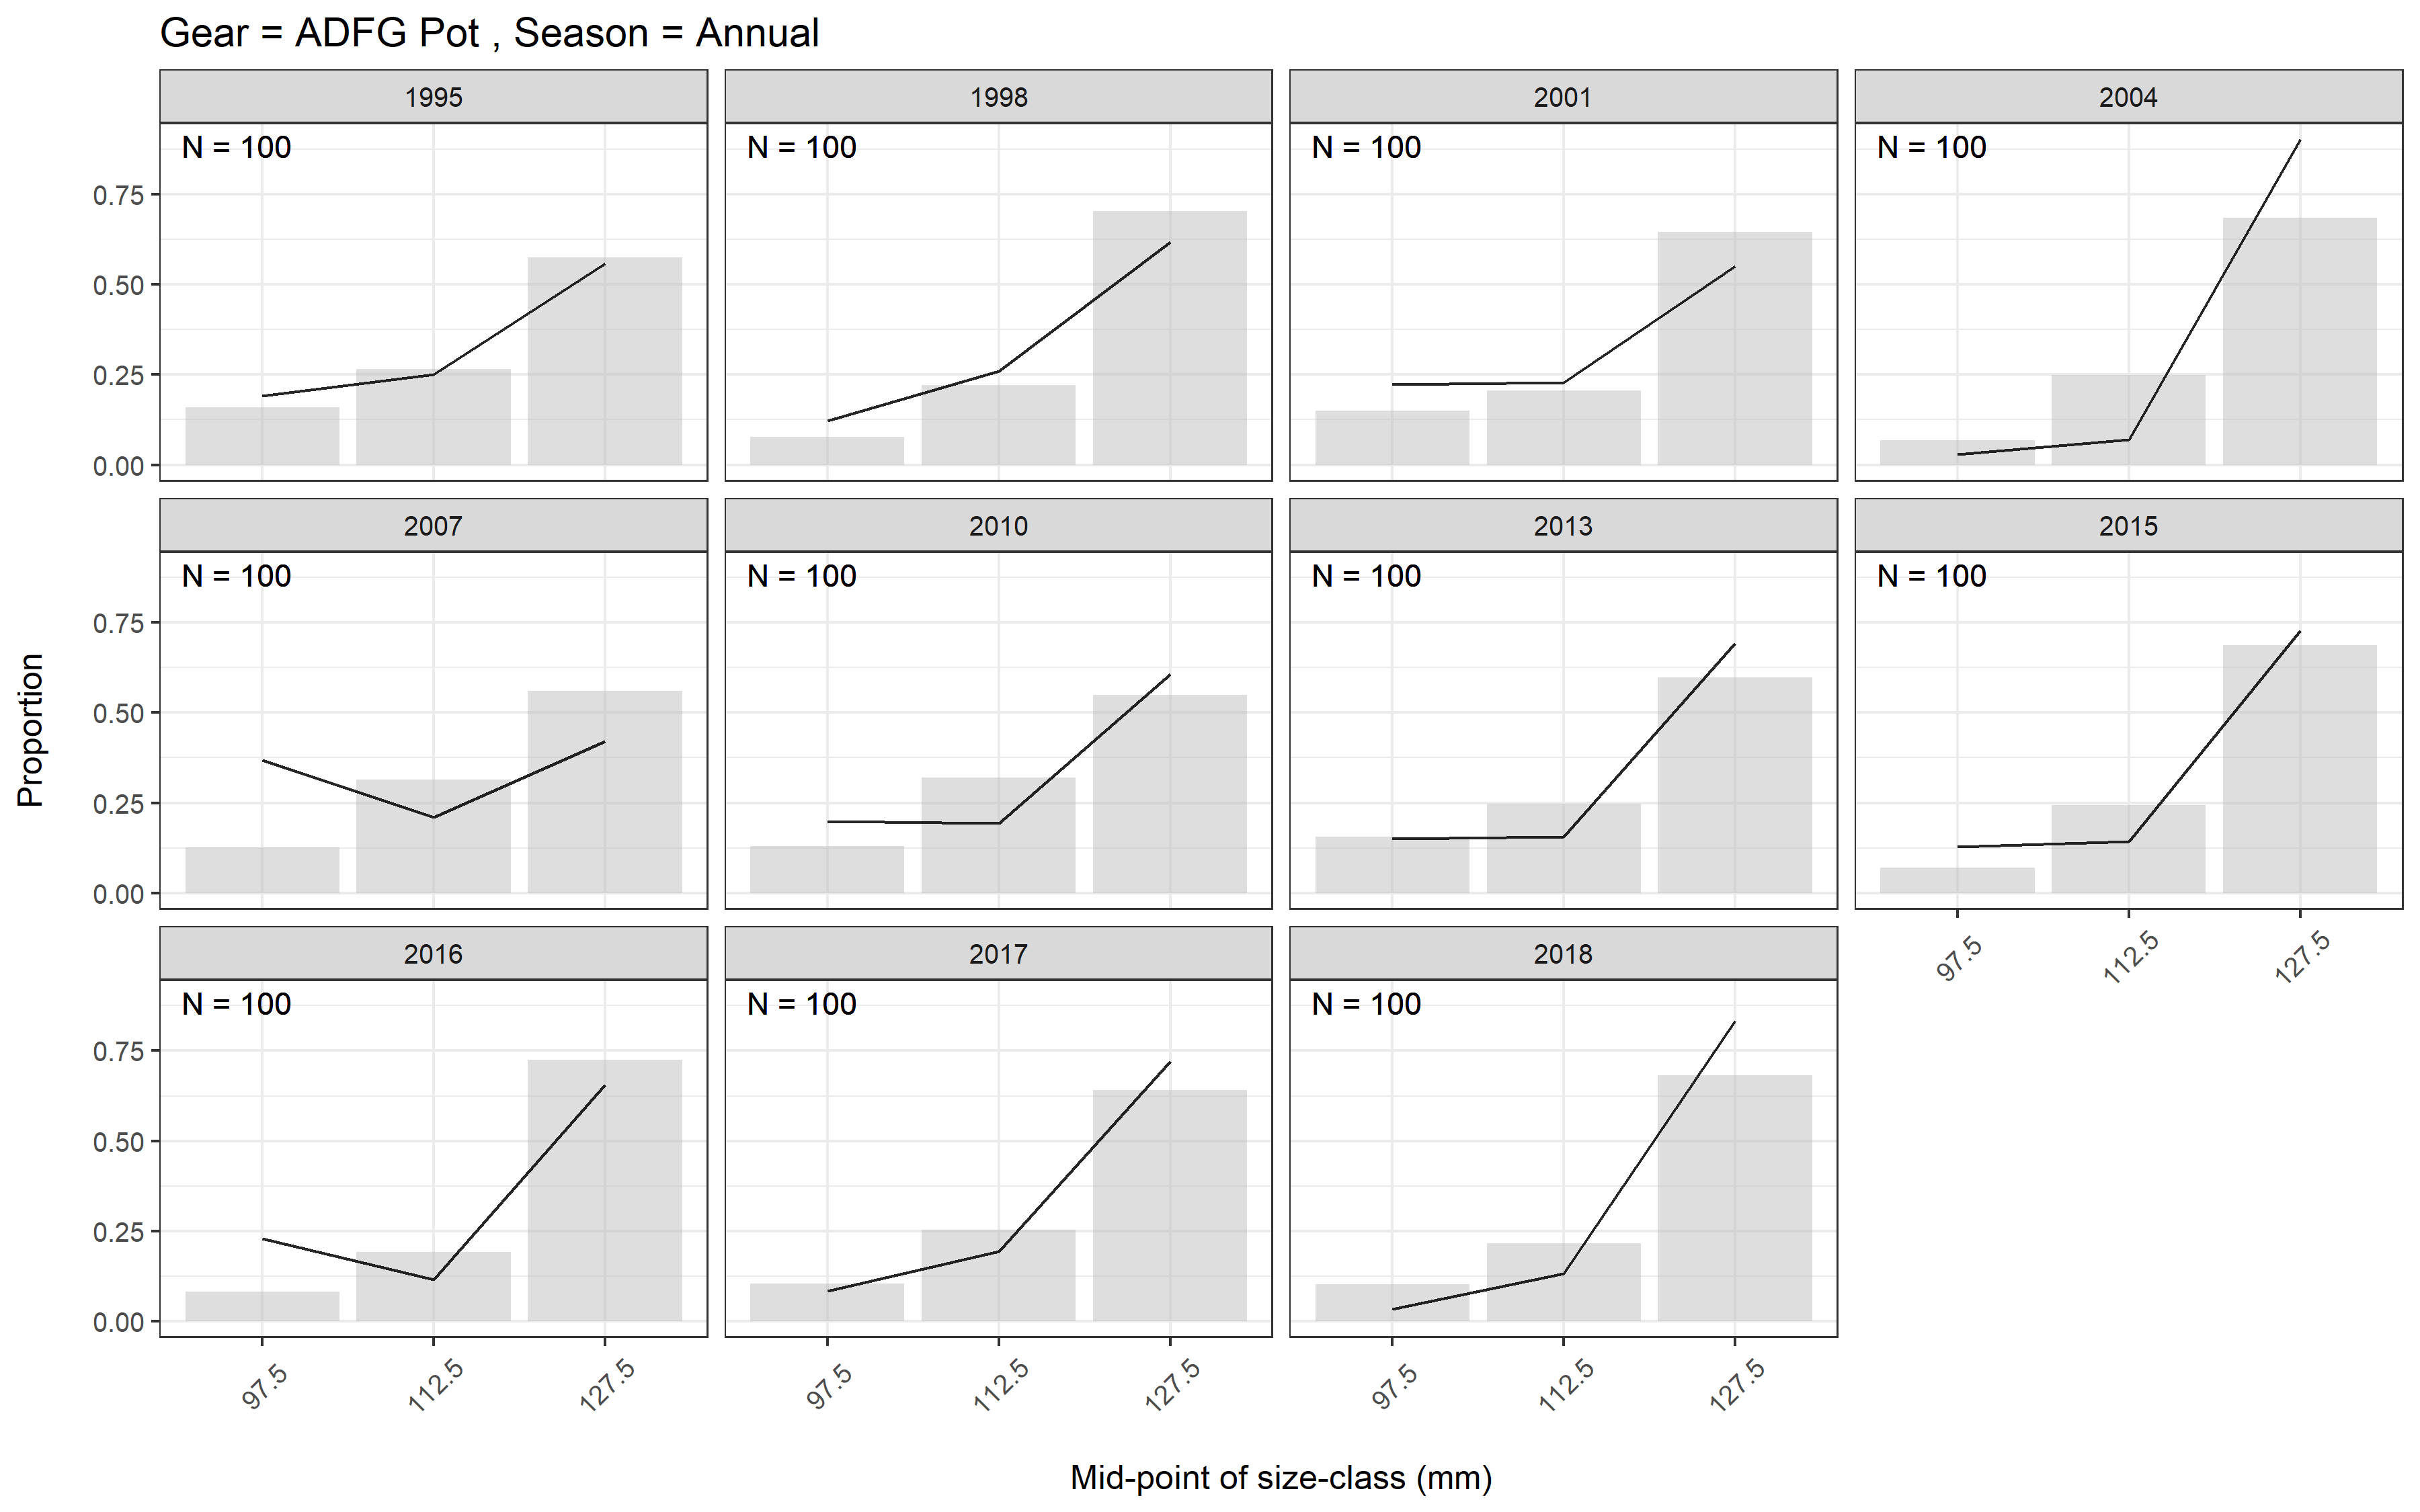 Gear = ADFG Pot , Season = Annual
1995 1998 2001 2004
N = 100 N = 100 N = 100 N = 100
0.75
0.50
0.25
0.00
2007 2010 2013 2015
N = 100 N = 100 N = 100 N = 100
0.75
0.50
0.25
0.00
97.5 112.5 127.5
2016 2017 2018
N = 100 N = 100 N = 100
0.75
0.50
0.25
0.00
97.5 112.5 127.5 97.5 112.5 127.5 97.5 112.5 127.5
Proportion
Mid-point of size-class (mm)